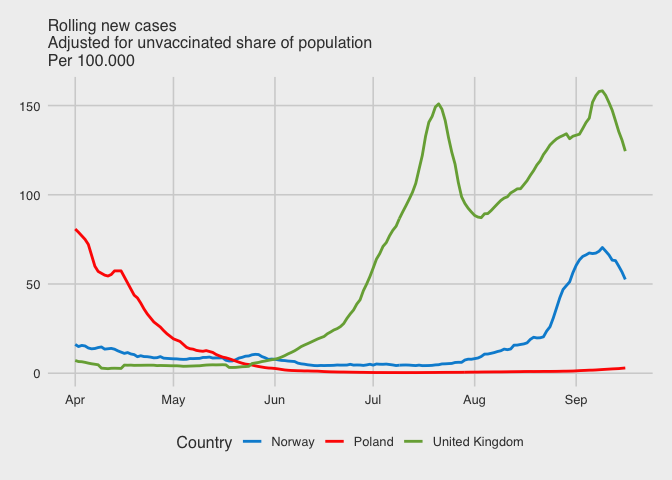 Rolling new cases
Adjusted for unvaccinated share of population
Per 100.000
150
100
50
0
Apr May Jun Jul Aug Sep
Country Norway Poland United Kingdom